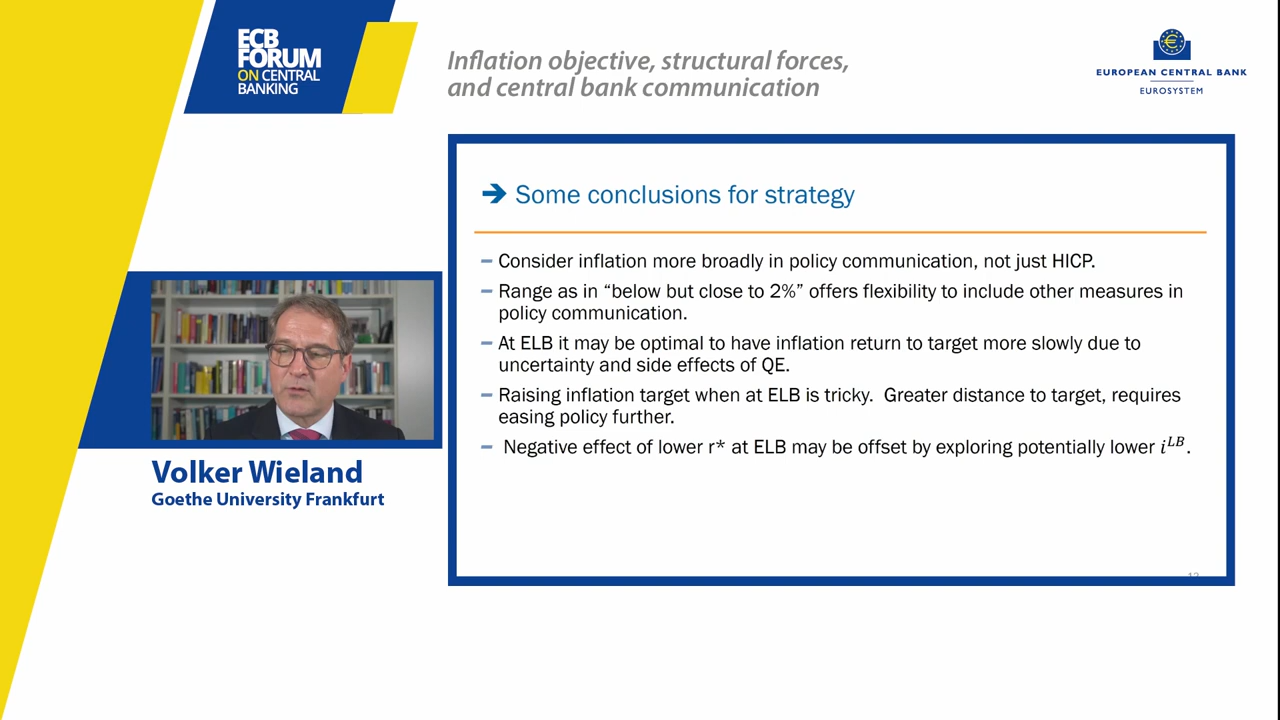 ECB
FORUM
ON CENTRAL
BANKING
Inflation objective, structural forces,
and central bank communication
EUROPEAN CENTRAL BANK
EUROSYSTEM
➔ Some conclusions for strategy
– Consider inflation more broadly in policy communication, not just HICP.
– Range as in “below but close to 2%” offers flexibility to include other measures in
policy communication.
– At ELB it may be optimal to have inflation return to target more slowly due to
uncertainty and side effects of QE.
– Raising inflation target when at ELB is tricky.  Greater distance to target, requires
easing policy further.
– Negative effect of lower r* at ELB may be offset by exploring potentially lower i^LB.
Volker Wieland
Goethe University Frankfurt